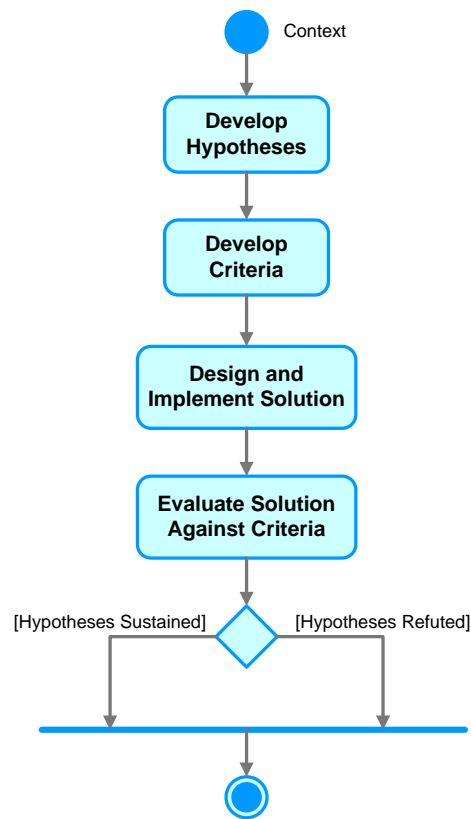 Context
Develop
Hypotheses
Develop
Criteria
Design and
Implement Solution
Evaluate Solution
Against Criteria
[Hypotheses Sustained]
[Hypotheses Refuted]